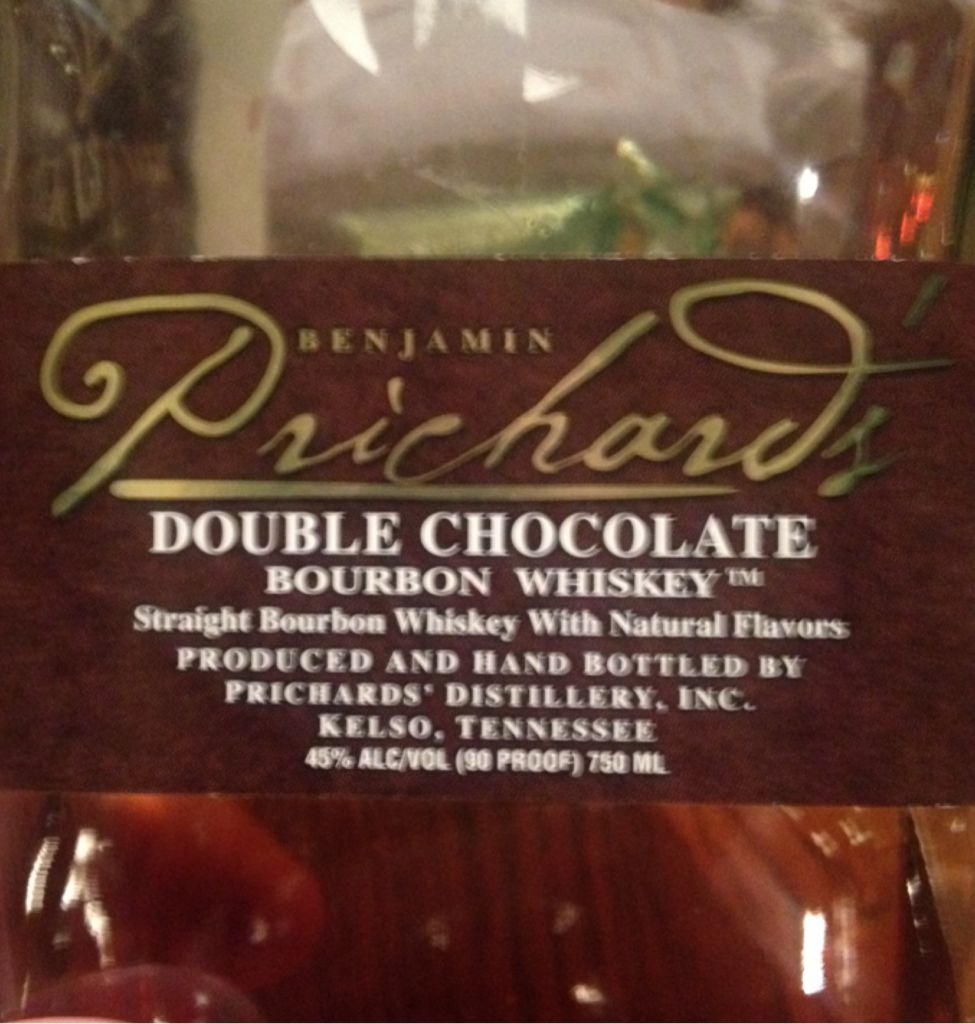 BENJAMIN
Prichard's
DOUBLE CHOCOLATE
BOURBON WHISKEY™
Straight Bourbon Whiskey With Natural Flavors
PRODUCED AND HAND BOTTLED BY
PRICHARDS' DISTILLERY, INC.
KELSO, TENNESSEE
45% ALC/VOL (90 PROOF) 750 ML